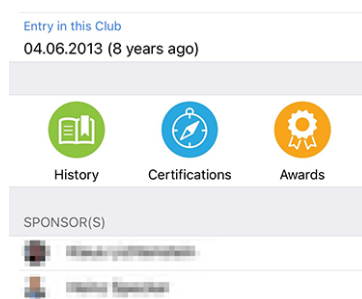 Entry in this Club
04.06.2013 (8 years ago)
History Certifications Awards
SPONSOR(S)